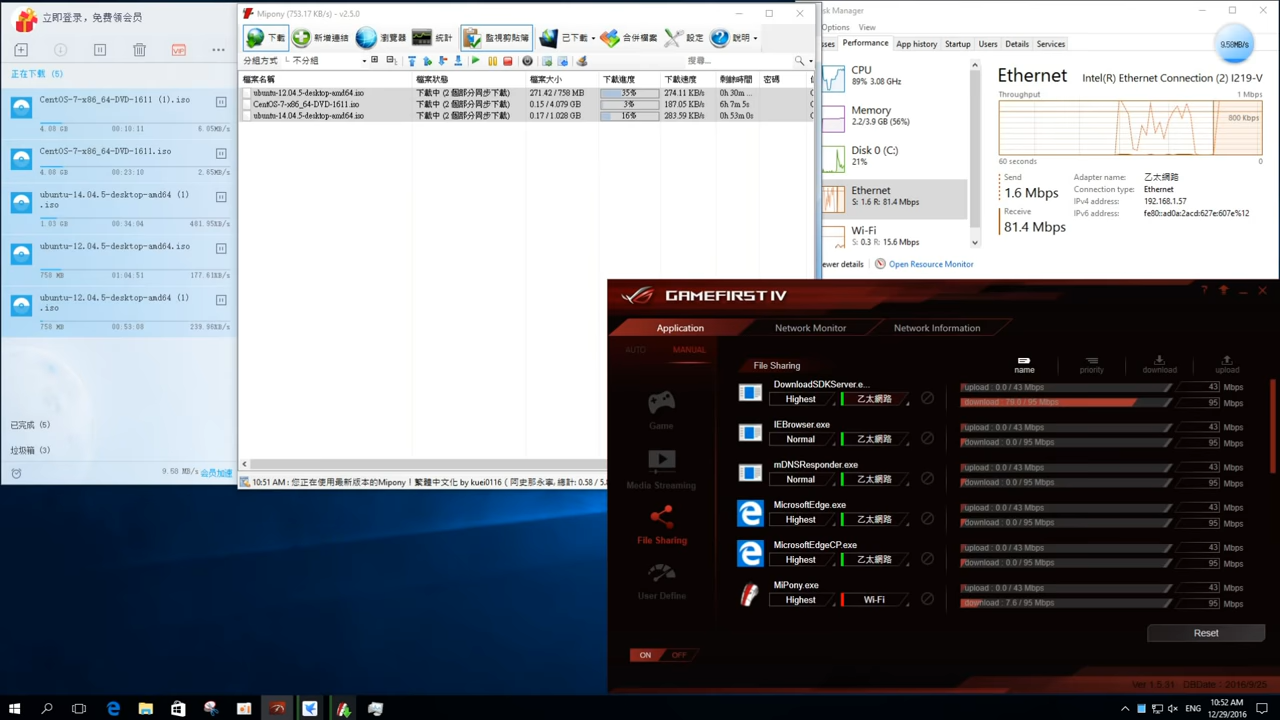 立即登录，免费领会员
VIP
正在下载 (5)
CentOS-7-x86_64-DVD-1611 (1).iso
4.00 GB 00:10:11 6.05MB/s
CentOS-7-x86_64-DVD-1611.iso
4.00 GB 00:23:10 2.65MB/s
ubuntu-14.04.5-desktop-amd64 (1)
.iso
1.03 GB 00:34:04 481.95KB/s
ubuntu-12.04.5-desktop-amd64.iso
758 MB 01:04:51 177.61KB/s
ubuntu-12.04.5-desktop-amd64 (1)
.iso
758 MB 00:53:08 239.98KB/s
已完成 (6)
垃圾箱 (3)
9.58 MB/s 会员加速
Mipony (753.17 KB/s) - v2.5.0
下載 新增連結 瀏覽器 統計 監視剪貼簿 已下載 合併檔案 設定 說明
分組方式 不分組 搜尋...
檔案名稱 檔案狀態 檔案大小 下載進度 下載速度 剩餘時間 密碼
ubuntu-12.04.5-desktop-amd64.iso 下載中 (2 個部分同步下載) 271.42 / 758 MB 35% 274.11 KB/s 0h 30m ...
CentOS-7-x86_64-DVD-1611.iso 下載中 (2 個部分同步下載) 0.15 / 4.079 GB 3% 187.05 KB/s 6h 7m 5s
ubuntu-14.04.5-desktop-amd64.iso 下載中 (2 個部分同步下載) 0.17 / 1.028 GB 16% 283.59 KB/s 0h 53m 0s
10:51 AM : 您正在使用最新版本的Mipony！繁體中文化 by kuei0116 ( 阿里那永寧, 總計: 0.58 / 5.8
sk Manager
Options View
sses Performance App history Startup Users Details Services
9.58MB/s
CPU
89% 3.08 GHz
Memory
2.2/3.9 GB (56%)
Disk 0 (C:)
21%
Ethernet
S: 1.6 R: 81.4 Mbps
Wi-Fi
S: 0.3 R: 15.6 Mbps
Ethernet Intel(R) Ethernet Connection (2) I219-V
Throughput 1 Mbps
800 Kbps
60 seconds 0
Send
1.6 Mbps
Receive
81.4 Mbps
Adapter name: 乙太網路
Connection type: Ethernet
IPv4 address: 192.168.1.57
IPv6 address: fe80::ad0a:2acd:627e:607e%12
ewer details Open Resource Monitor
GAMEFIRST IV
Application Network Monitor Network Information
AUTO MANUAL
Game
Media Streaming
File Sharing
User Define
ON OFF
File Sharing name priority download upload
DownloadSDKServer.e...
Highest 乙太網路
upload : 0.0 / 43 Mbps 43 Mbps
download : 79.0 / 95 Mbps 95 Mbps
IEBrowser.exe
Normal 乙太網路
upload : 0.0 / 43 Mbps 43 Mbps
download : 0.0 / 95 Mbps 95 Mbps
mDNSResponder.exe
Normal 乙太網路
upload : 0.0 / 43 Mbps 43 Mbps
download : 0.0 / 95 Mbps 95 Mbps
MicrosoftEdge.exe
Highest 乙太網路
upload : 0.0 / 43 Mbps 43 Mbps
download : 0.0 / 95 Mbps 95 Mbps
MicrosoftEdgeCP.exe
Highest 乙太網路
upload : 0.0 / 43 Mbps 43 Mbps
download : 0.0 / 95 Mbps 95 Mbps
MiPony.exe
Highest Wi-Fi
upload : 0.0 / 43 Mbps 43 Mbps
download : 7.6 / 95 Mbps 95 Mbps
Reset
Ver 1.5.31 DBDate : 2016/9/25
ENG
10:52 AM
12/29/2016